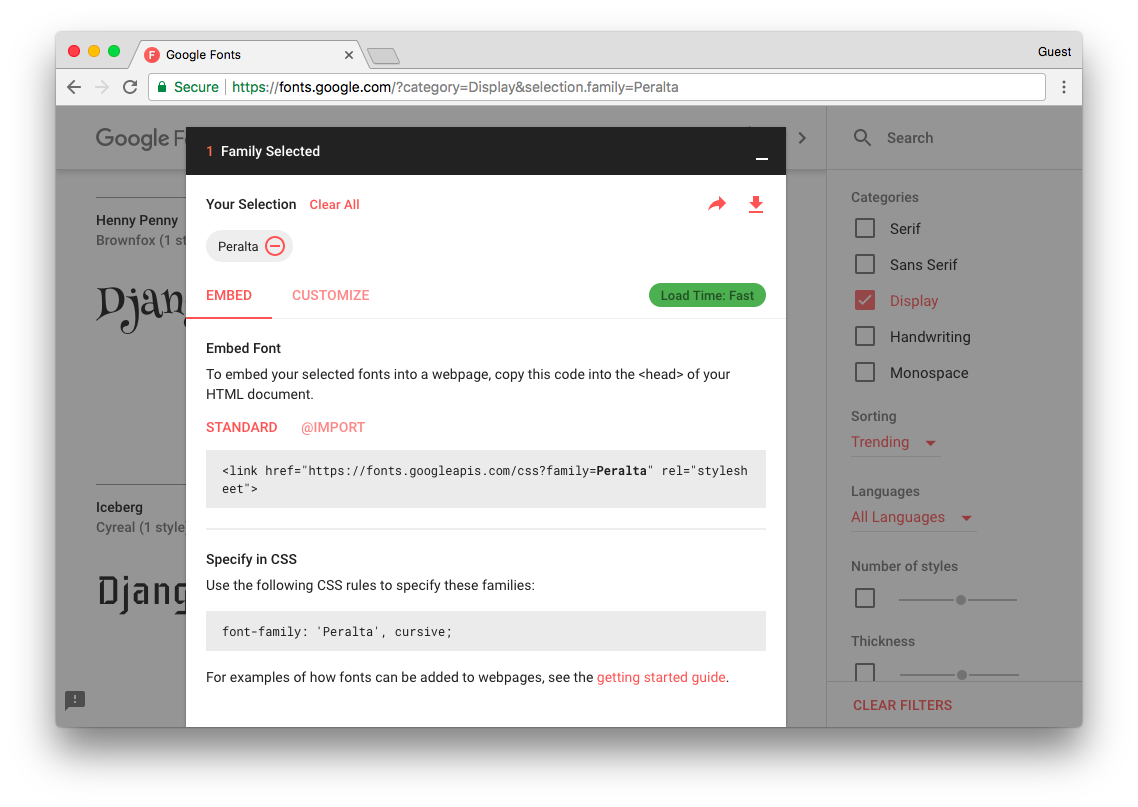 Google Fonts
Guest
Secure
https://fonts.google.com/?category=Display&selection.family=Peralta
Google F
Search
1 Family Selected
Your Selection Clear All
Peralta
EMBED CUSTOMIZE
Load Time: Fast
Embed Font
To embed your selected fonts into a webpage, copy this code into the <head> of your
HTML document.
STANDARD @IMPORT
<link href="https://fonts.googleapis.com/css?family=Peralta" rel="stylesh
eet">
Specify in CSS
Use the following CSS rules to specify these families:
font-family: 'Peralta', cursive;
For examples of how fonts can be added to webpages, see the getting started guide.
Henny Penny
Brownfox (1 st
Djang
Iceberg
Cyreal (1 style
Djang
Categories
Serif
Sans Serif
Display
Handwriting
Monospace
Sorting
Trending
Languages
All Languages
Number of styles
Thickness
CLEAR FILTERS